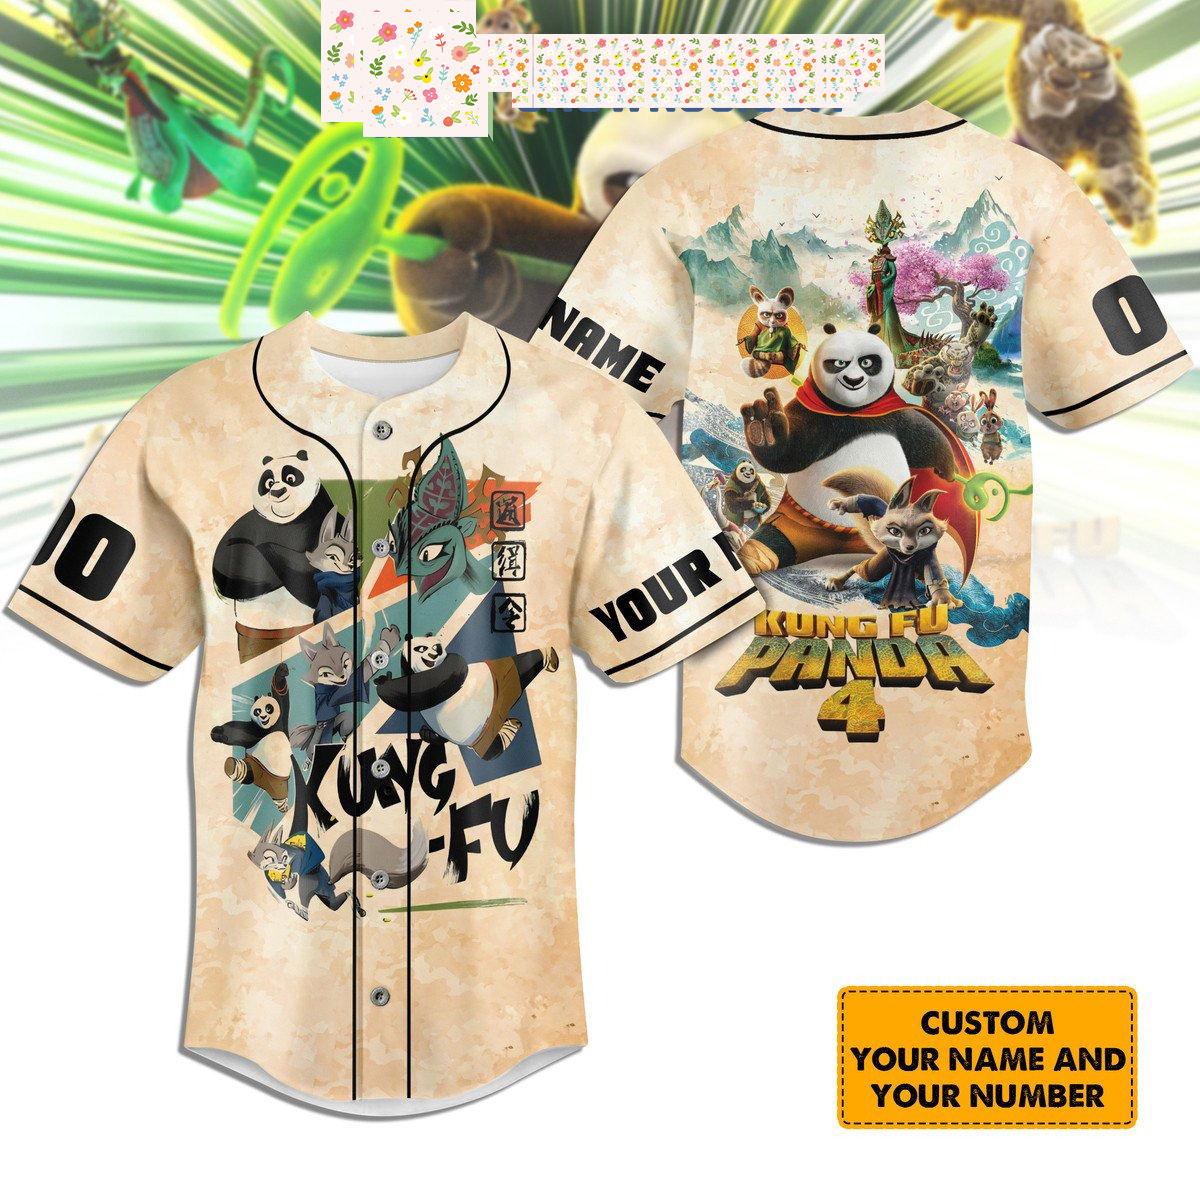 NAME
0
00
YOUR N
KUNG
-FU
KUNG FU
PANDA
4
CUSTOM
YOUR NAME AND
YOUR NUMBER